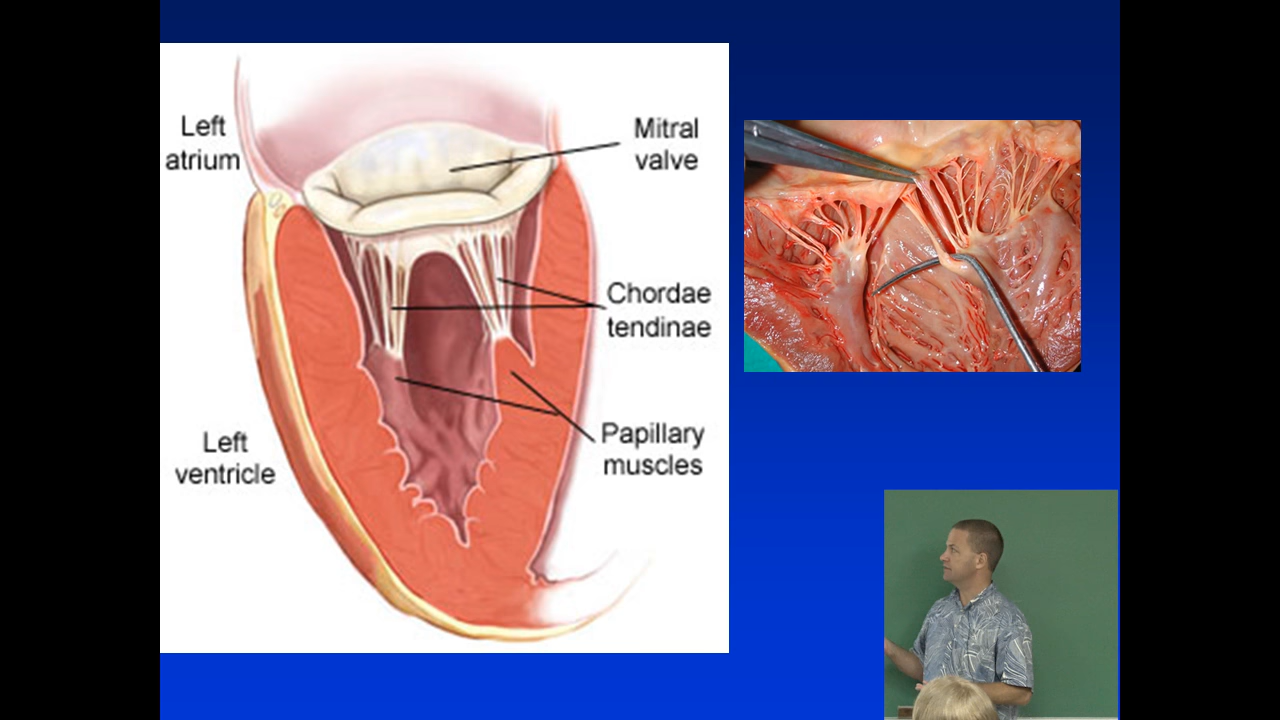 Left
atrium
Mitral
valve
Chordae
tendinae
Left
ventricle
Papillary
muscles